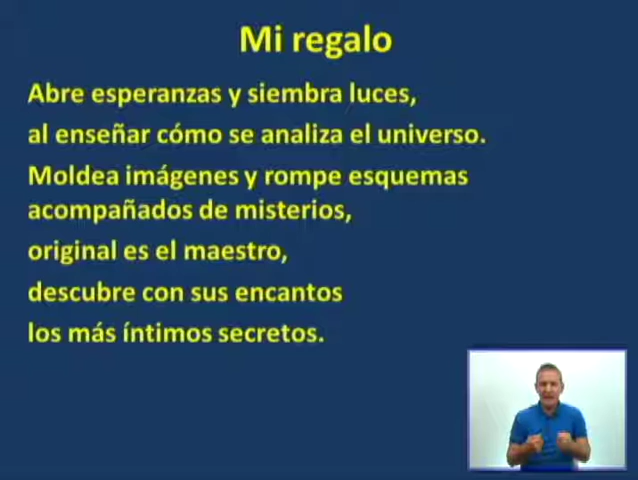 Mi regalo
Abre esperanzas y siembra luces,
al enseñar cómo se analiza el universo.
Moldea imágenes y rompe esquemas
acompañados de misterios,
original es el maestro,
descubre con sus encantos
los más íntimos secretos.